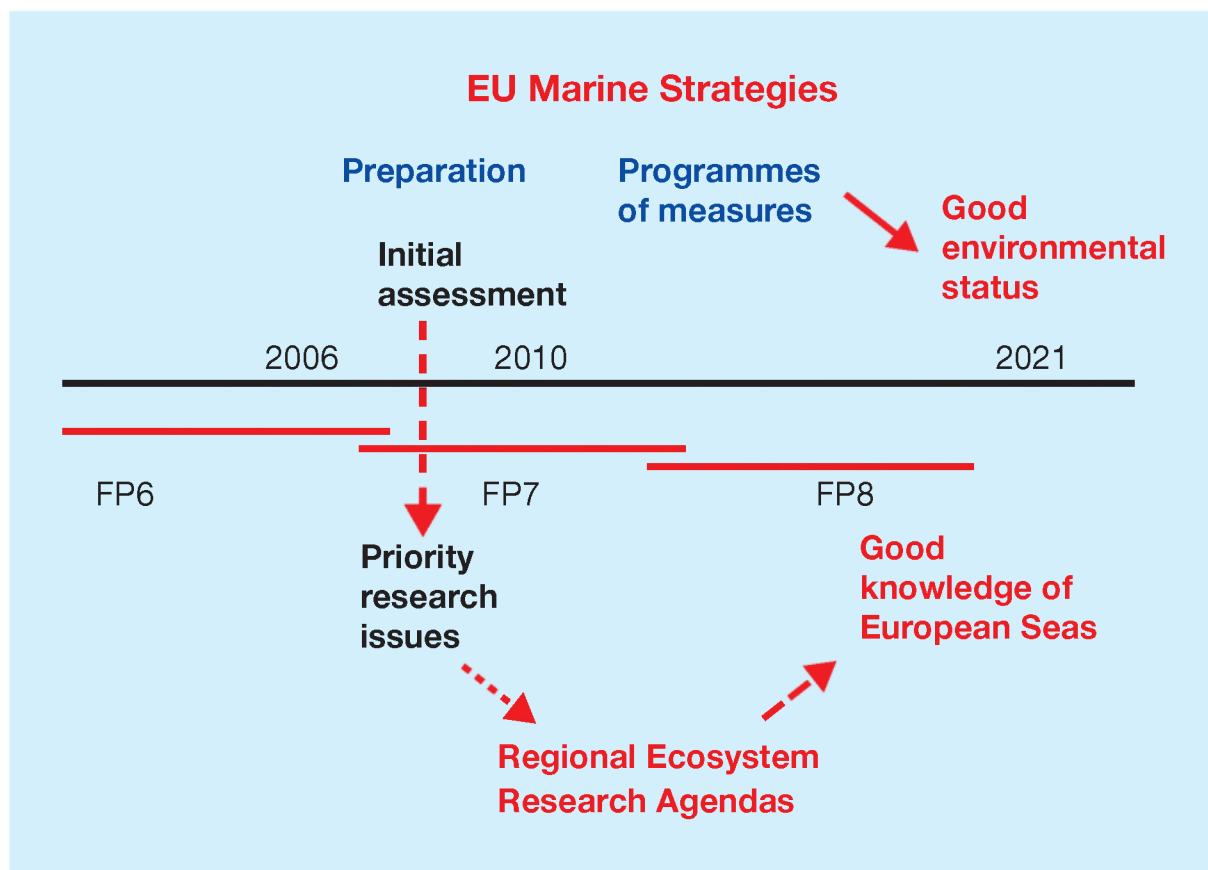 EU Marine Strategies
Preparation
Programmes
of measures
Good
environmental
status
Initial
assessment
2006
2010
2021
FP6
FP7
FP8
Priority
research
issues
Good
knowledge of
European Seas
Regional Ecosystem
Research Agendas